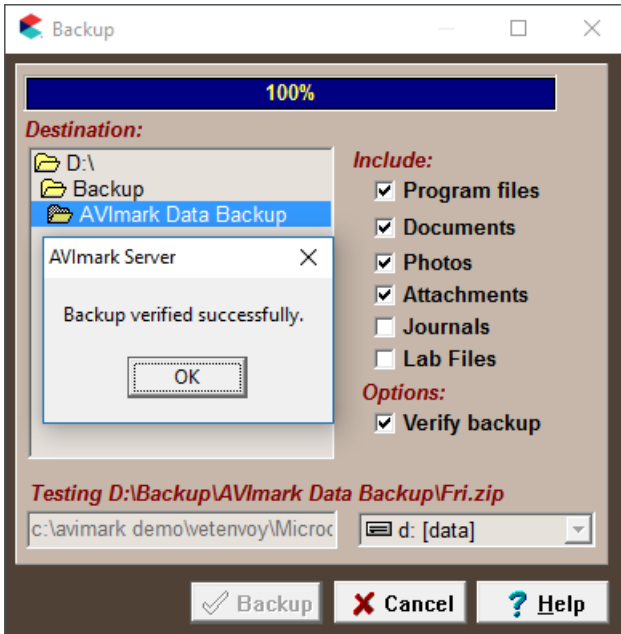 Backup
100%
Destination:
D:\
Backup
AVImark Data Backup
AVImark Server
Backup verified successfully.
OK
Include:
Program files
Documents
Photos
Attachments
Journals
Lab Files
Options:
Verify backup
Testing D:\Backup\AVImark Data Backup\Fri.zip
c:\avimark demo\vetenvoy\Microc
d: [data]
Backup
Cancel
Help